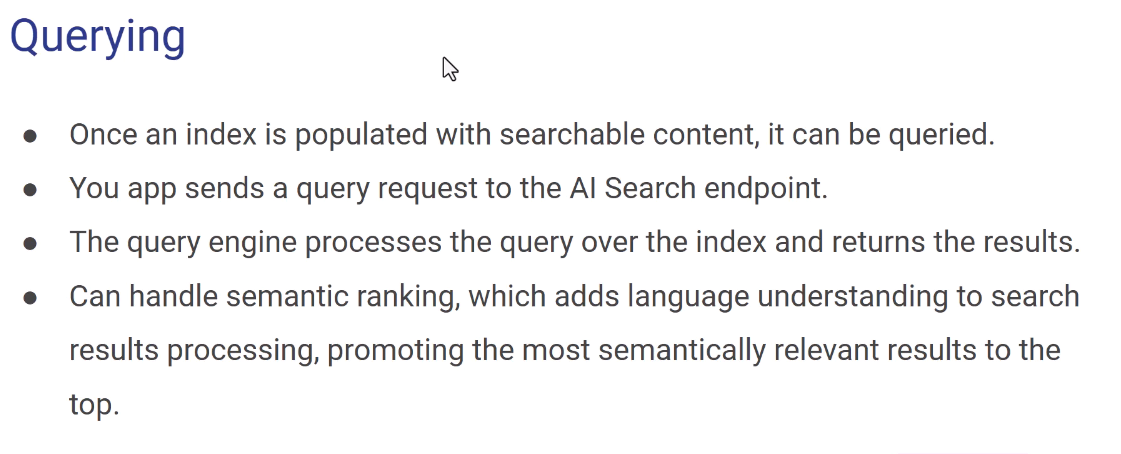 Querying
● Once an index is populated with searchable content, it can be queried.
● You app sends a query request to the AI Search endpoint.
● The query engine processes the query over the index and returns the results.
● Can handle semantic ranking, which adds language understanding to search
results processing, promoting the most semantically relevant results to the
top.